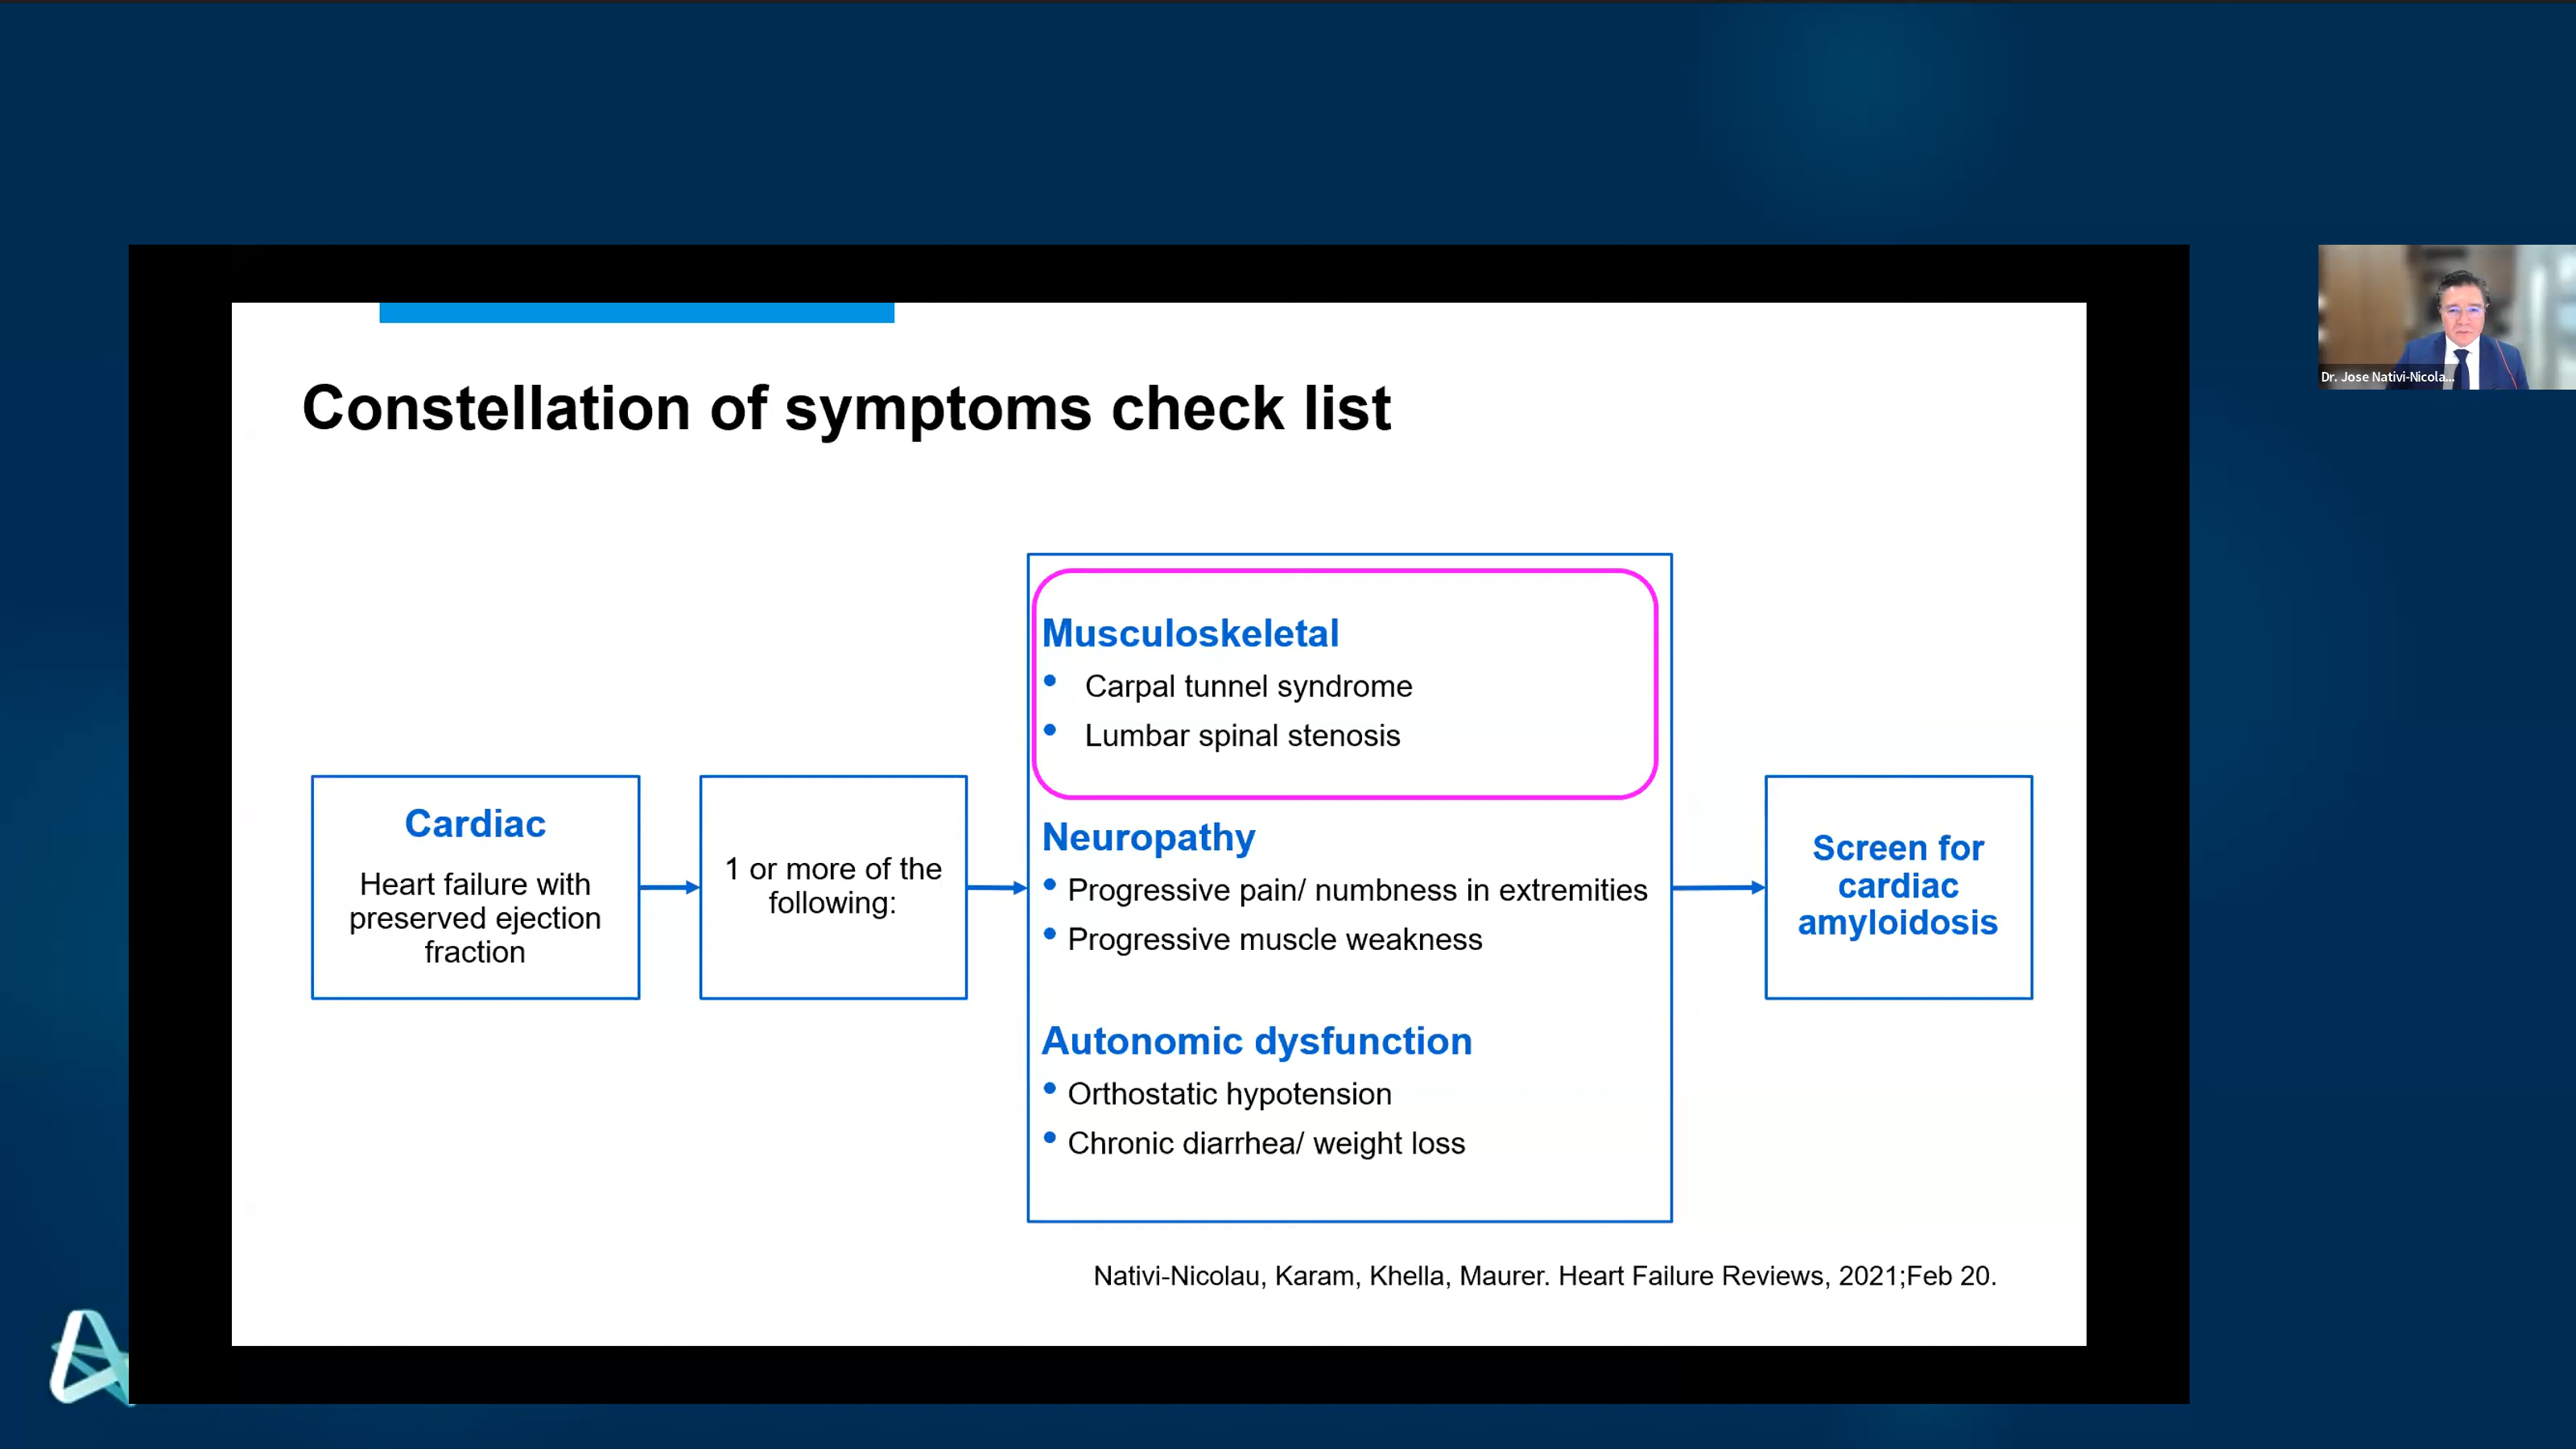 Constellation of symptoms check list
Cardiac
Heart failure with
preserved ejection
fraction
1 or more of the
following:
Musculoskeletal
• Carpal tunnel syndrome
• Lumbar spinal stenosis
Neuropathy
• Progressive pain/ numbness in extremities
• Progressive muscle weakness
Autonomic dysfunction
• Orthostatic hypotension
• Chronic diarrhea/ weight loss
Screen for
cardiac
amyloidosis
Nativi-Nicolau, Karam, Khella, Maurer. Heart Failure Reviews, 2021;Feb 20.
Dr. Jose Nativi-Nicola...